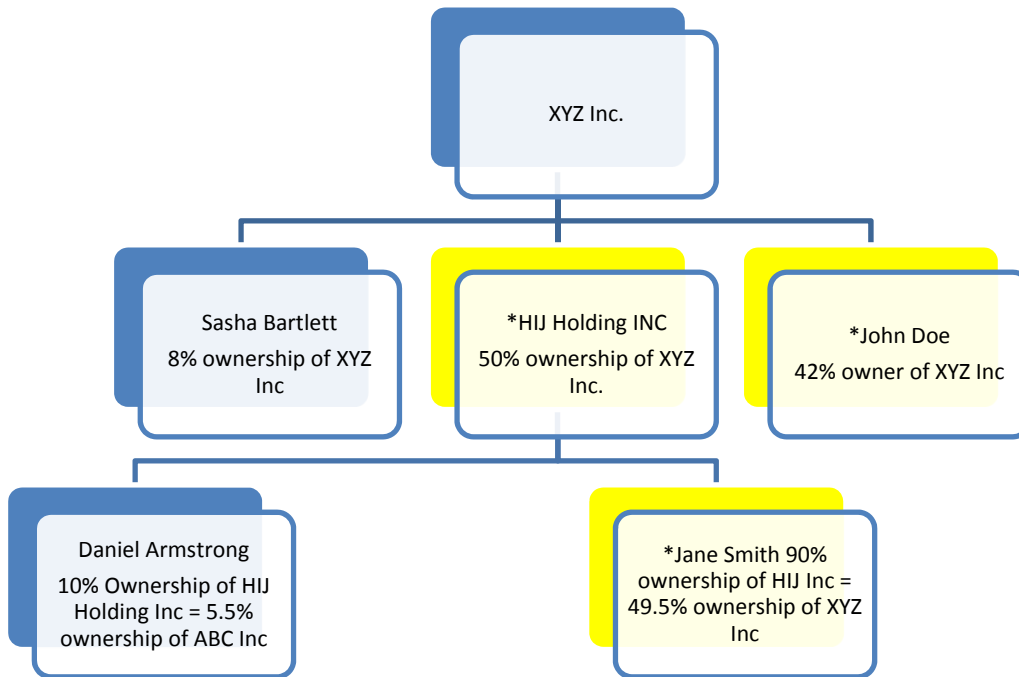 XYZ Inc.
Sasha Bartlett
8% ownership of XYZ
Inc
*HIJ Holding INC
50% ownership of XYZ
Inc.
*John Doe
42% owner of XYZ Inc
Daniel Armstrong
10% Ownership of HIJ
Holding Inc = 5.5%
ownership of ABC Inc
*Jane Smith 90%
ownership of HIJ Inc =
49.5% ownership of XYZ
Inc